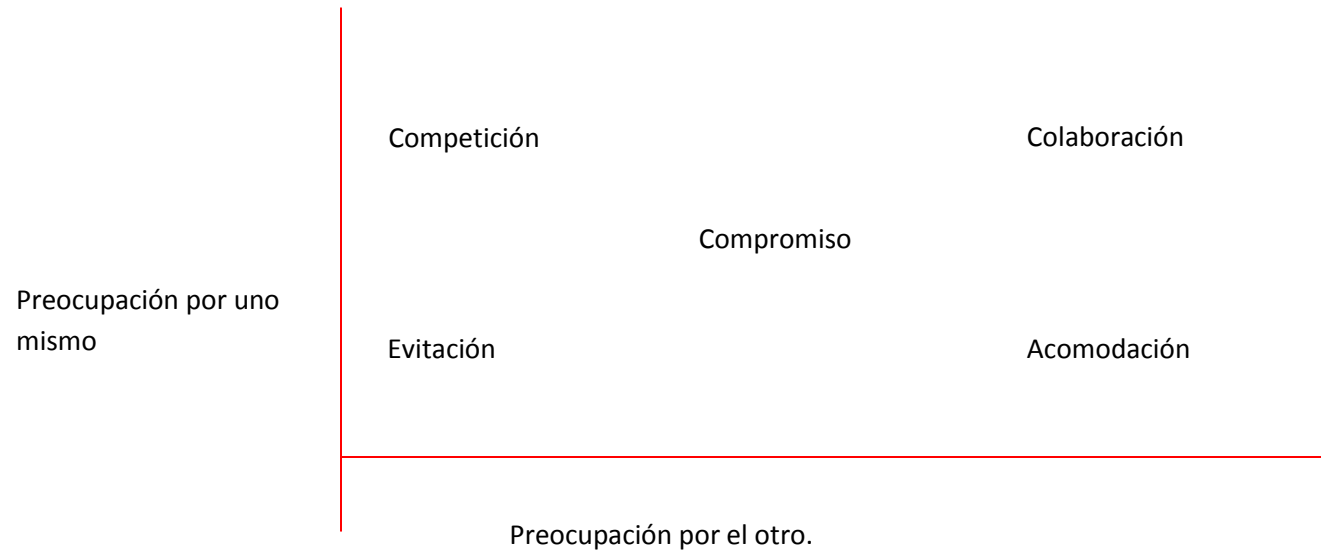 Competición
Colaboración
Compromiso
Preocupación por uno
mismo
Evitación
Acomodación
Preocupación por el otro.